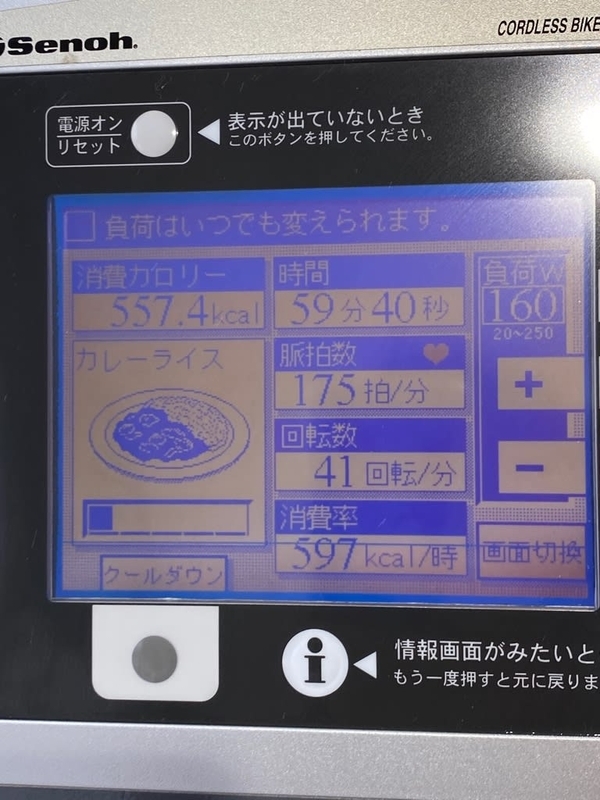 Senoh
CORDLESS BIKE
電源オン
リセット
表示が出ていないとき
このボタンを押してください。
負荷はいつでも変えられます。
消費カロリー
557.4kcal
時間
59分40秒
負荷W
160
20~250
カレーライス
脈拍数
175拍/分
+
回転数
41回転/分
−
消費率
597kcal/時
クールダウン
画面切換
i
情報画面がみたいと
もう一度押すと元に戻りま